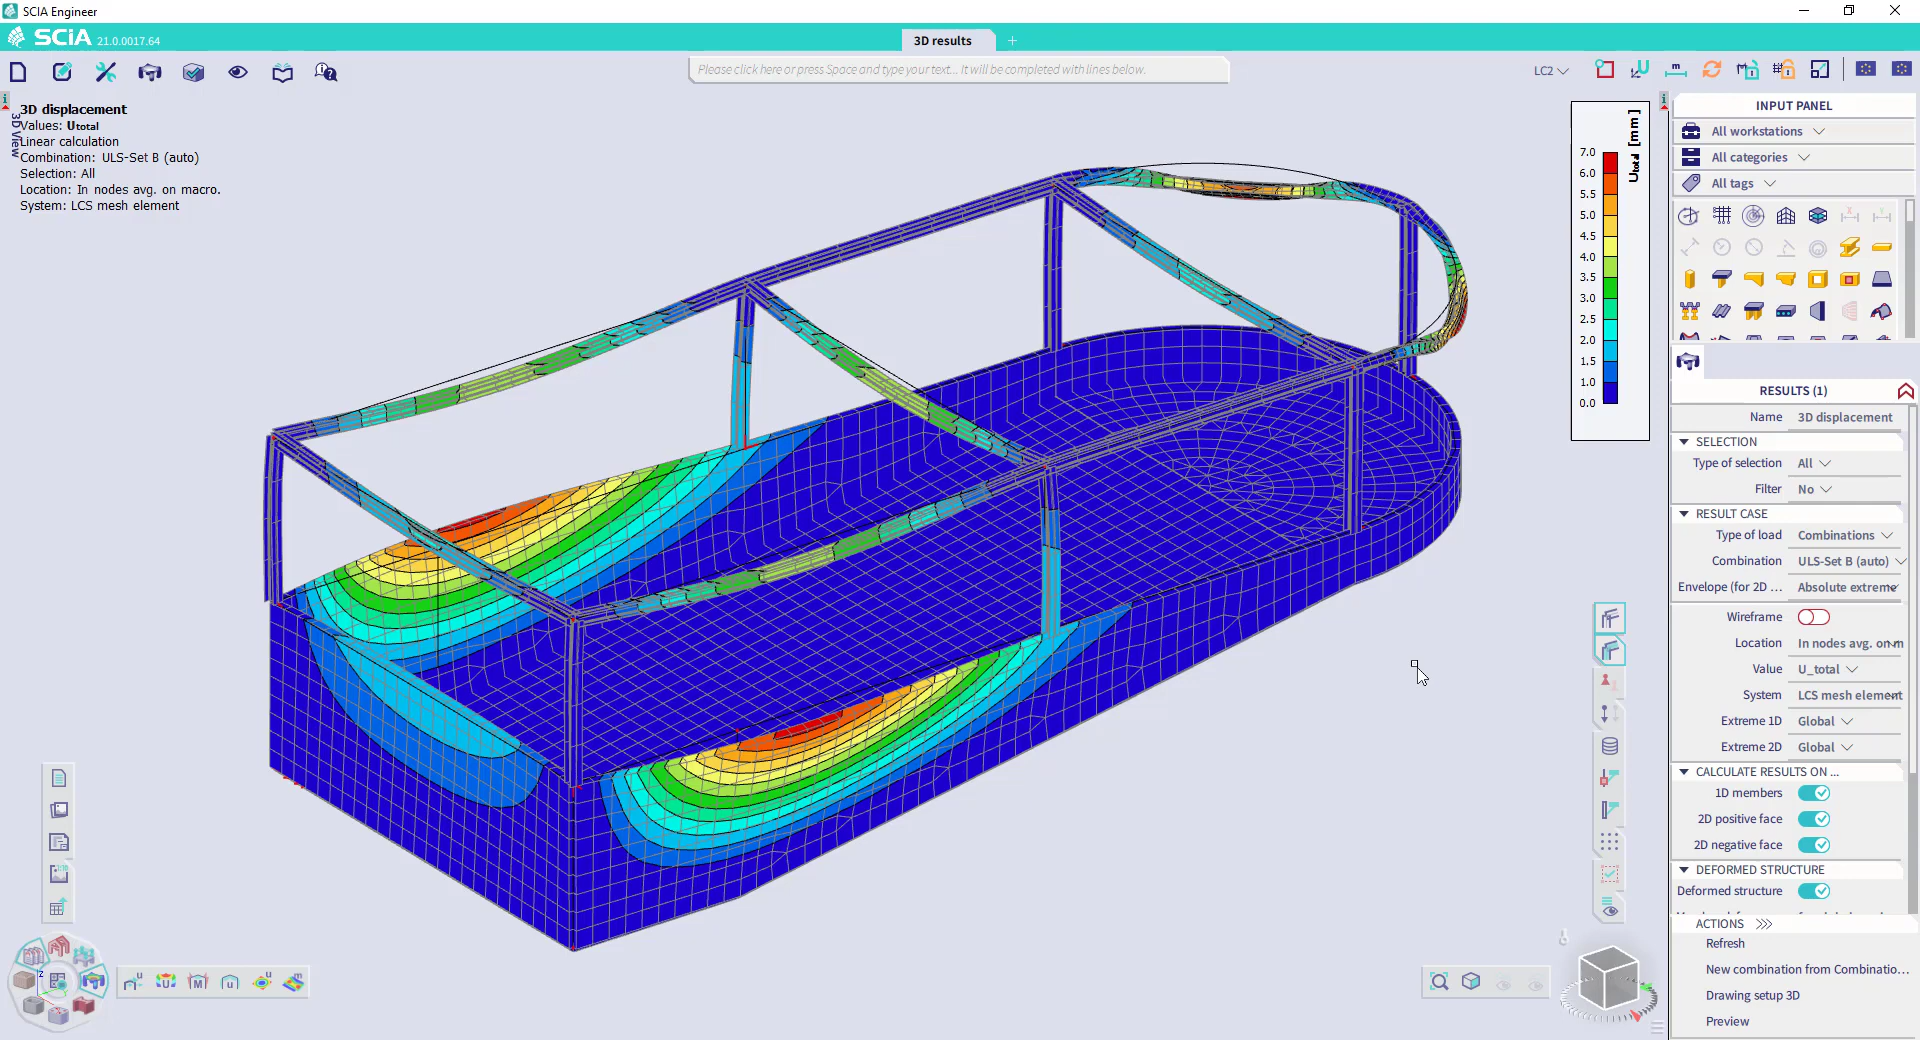 SCIA Engineer
SCiA 21.0.0017.64
3D results
Please click here or press Space and type your text... It will be completed with lines below.
LC2
3D View
3D displacement
Values: Utotal
Linear calculation
Combination: ULS-Set B (auto)
Selection: All
Location: In nodes avg. on macro.
System: LCS mesh element
Utotal [mm]
7.0
6.0
5.5
5.0
4.5
4.0
3.5
3.0
2.5
2.0
1.5
1.0
0.0
INPUT PANEL
All workstations
All categories
All tags
RESULTS (1)
Name 3D displacement
SELECTION
Type of selection All
Filter No
RESULT CASE
Type of load Combinations
Combination ULS-Set B (auto)
Envelope (for 2D ... Absolute extreme
Wireframe
Location In nodes avg. on m
Value U_total
System LCS mesh element
Extreme 1D Global
Extreme 2D Global
CALCULATE RESULTS ON ...
1D members
2D positive face
2D negative face
DEFORMED STRUCTURE
Deformed structure
ACTIONS >>>
Refresh
New combination from Combinatio...
Drawing setup 3D
Preview